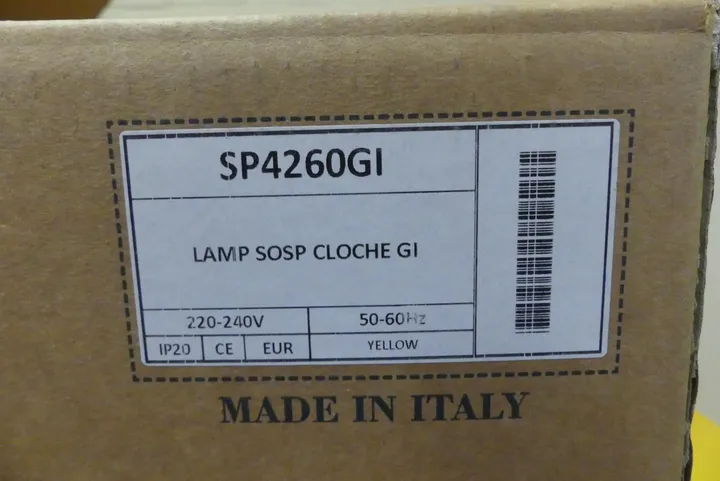 SP4260GI
LAMP SOSP CLOCHE GI
220-240V
50-60Hz
IP20
CE
EUR
YELLOW
MADE IN ITALY